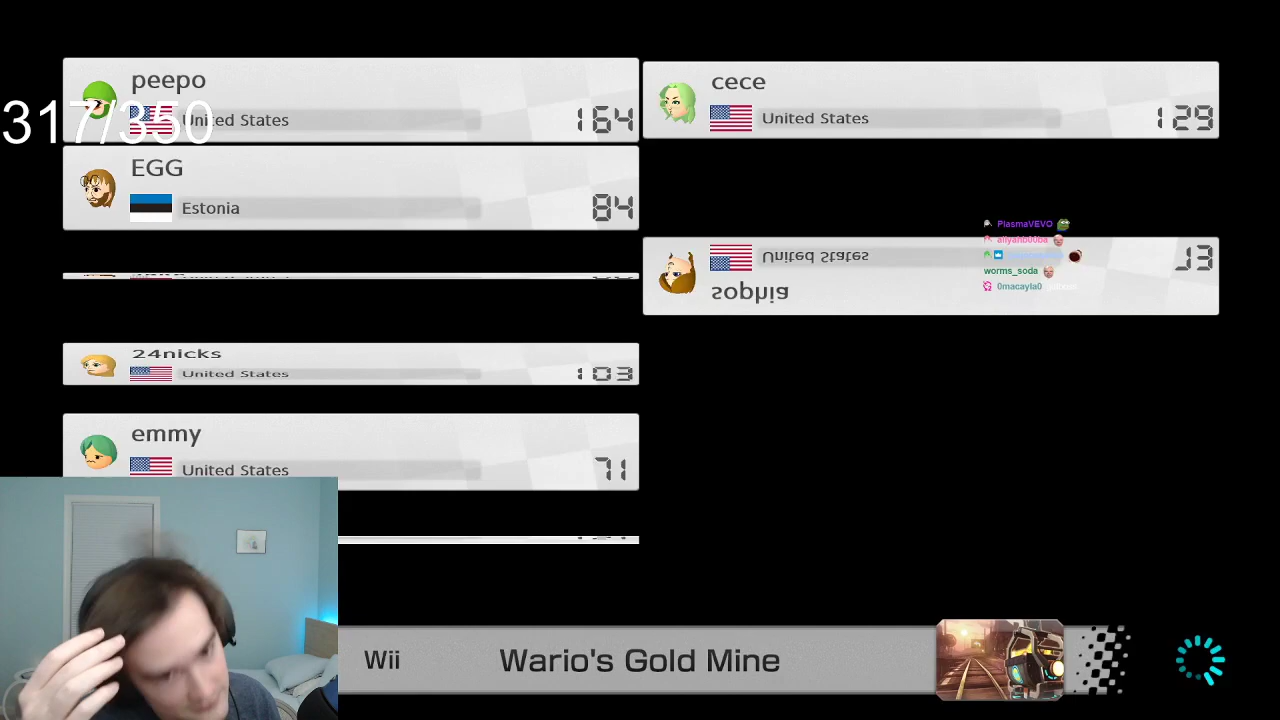 peepo
United States
164
317/350
EGG
Estonia
84
24nicks
United States
103
emmy
United States
71
cece
United States
129
United States
sophia
PlasmaVEVO
worms_soda
0macayla0
Wii
Wario's Gold Mine